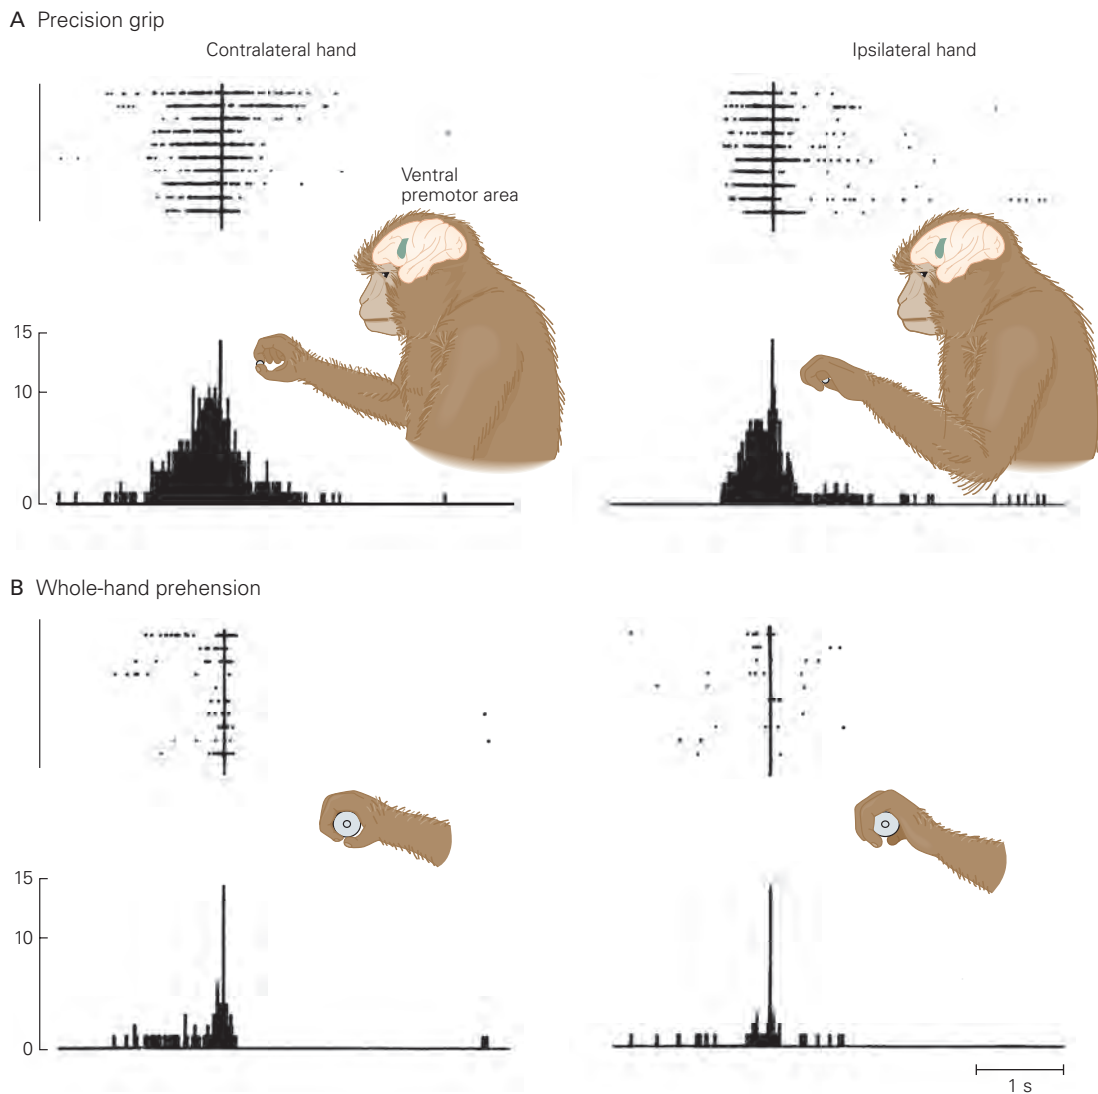 A Precision grip
Contralateral hand
Ipsilateral hand
Ventral
premotor area
15
10
0
B Whole-hand prehension
15
10
0
1 s